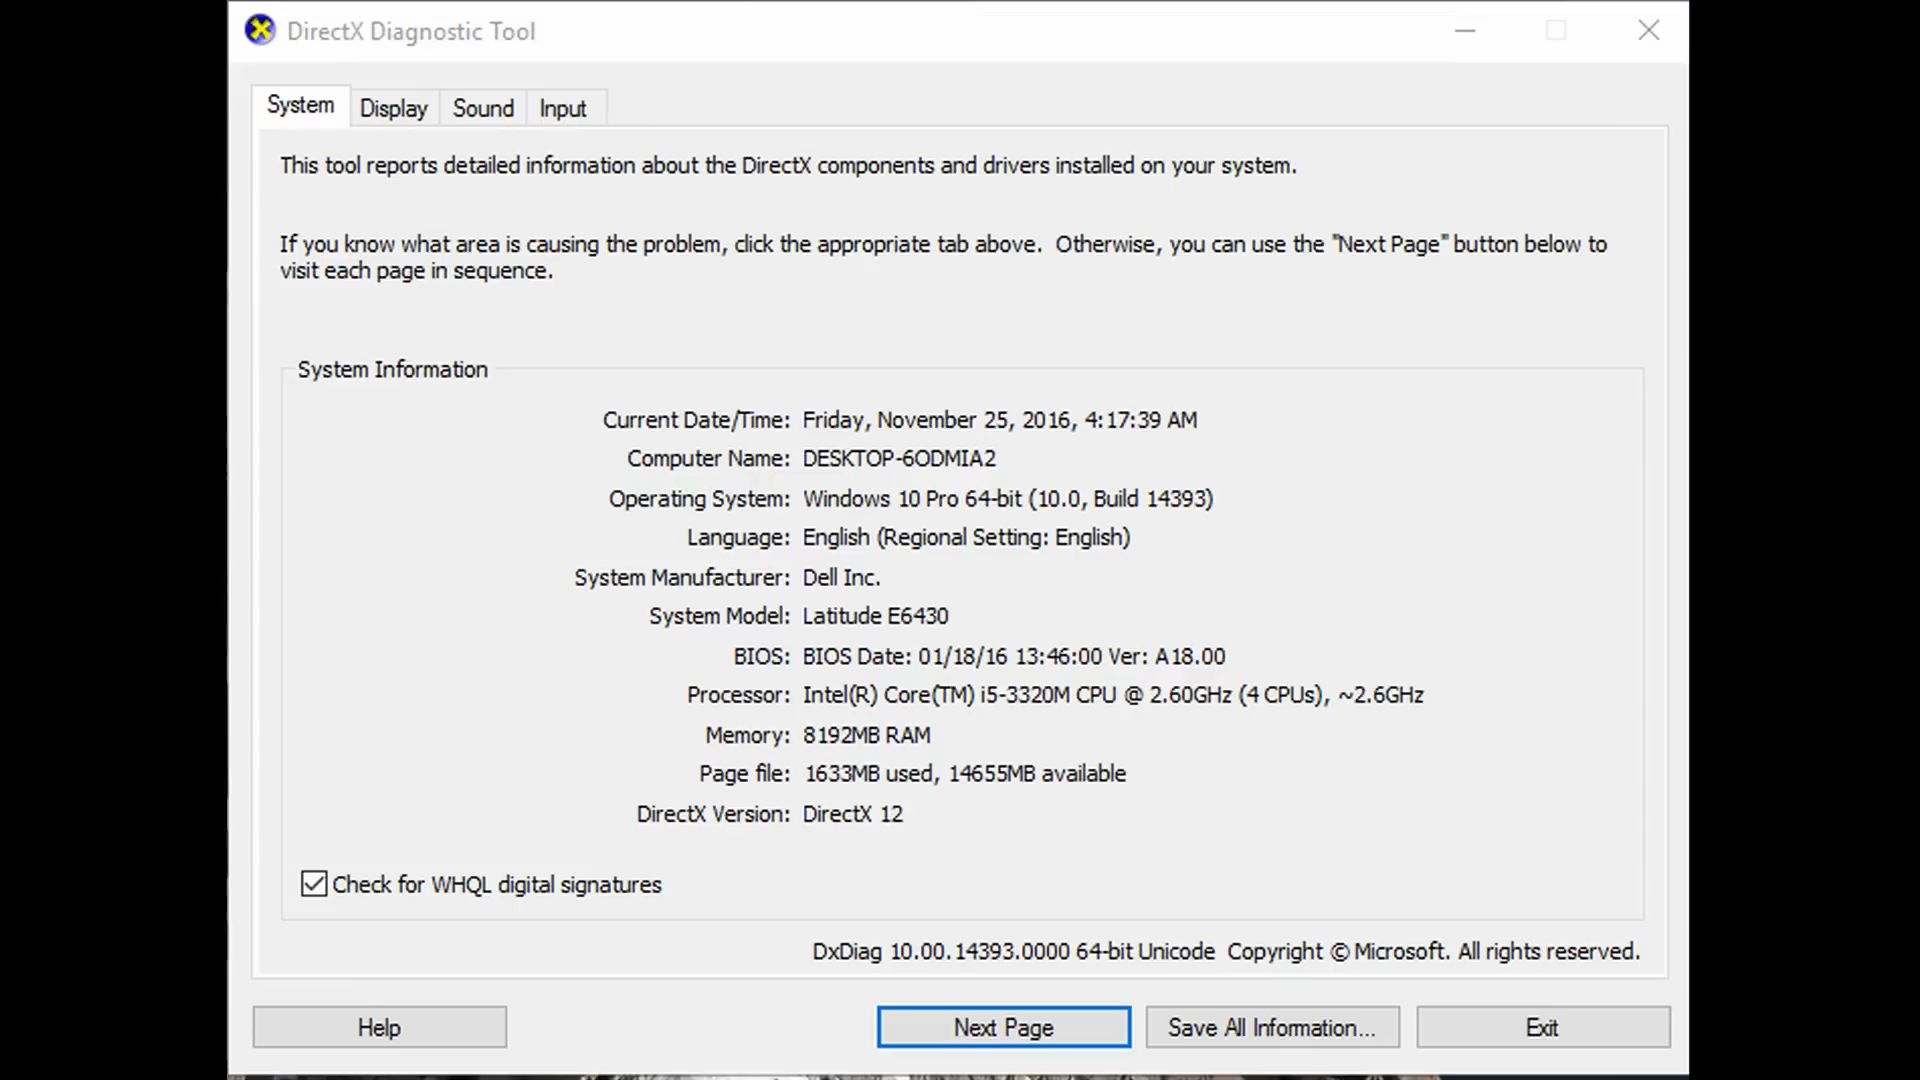 DirectX Diagnostic Tool
System Display Sound Input
This tool reports detailed information about the DirectX components and drivers installed on your system.
If you know what area is causing the problem, click the appropriate tab above.  Otherwise, you can use the "Next Page" button below to
visit each page in sequence.
System Information
Current Date/Time: Friday, November 25, 2016, 4:17:39 AM
Computer Name: DESKTOP-6ODMIA2
Operating System: Windows 10 Pro 64-bit (10.0, Build 14393)
Language: English (Regional Setting: English)
System Manufacturer: Dell Inc.
System Model: Latitude E6430
BIOS: BIOS Date: 01/18/16 13:46:00 Ver: A18.00
Processor: Intel(R) Core(TM) i5-3320M CPU @ 2.60GHz (4 CPUs), ~2.6GHz
Memory: 8192MB RAM
Page file: 1633MB used, 14655MB available
DirectX Version: DirectX 12
Check for WHQL digital signatures
DxDiag 10.00.14393.0000 64-bit Unicode  Copyright © Microsoft. All rights reserved.
Help Next Page Save All Information... Exit